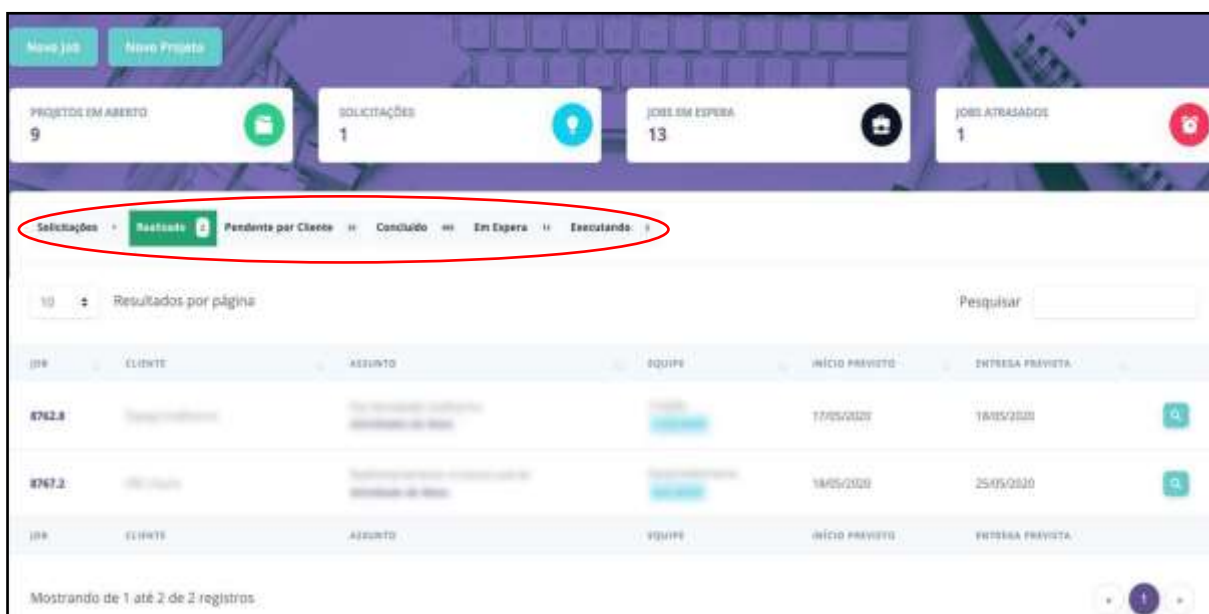 Novo Job Novo Projeto
PROJETOS EM ABERTO SOLICITAÇÕES JOBS EM ESPERA JOBS ATRASADOS
9 1 13 1
Solicitações Realizado 2 Pendente por Cliente Concluído Em Espera Executando
10 Resultados por página Pesquisar
JOB CLIENTE ASSUNTO EQUIPE INÍCIO PREVISTO ENTREGA PREVISTA
8762.8 17/05/2020 18/05/2020
8767.2 18/05/2020 25/05/2020
JOB CLIENTE ASSUNTO EQUIPE INÍCIO PREVISTO ENTREGA PREVISTA
Mostrando de 1 até 2 de 2 registros 1